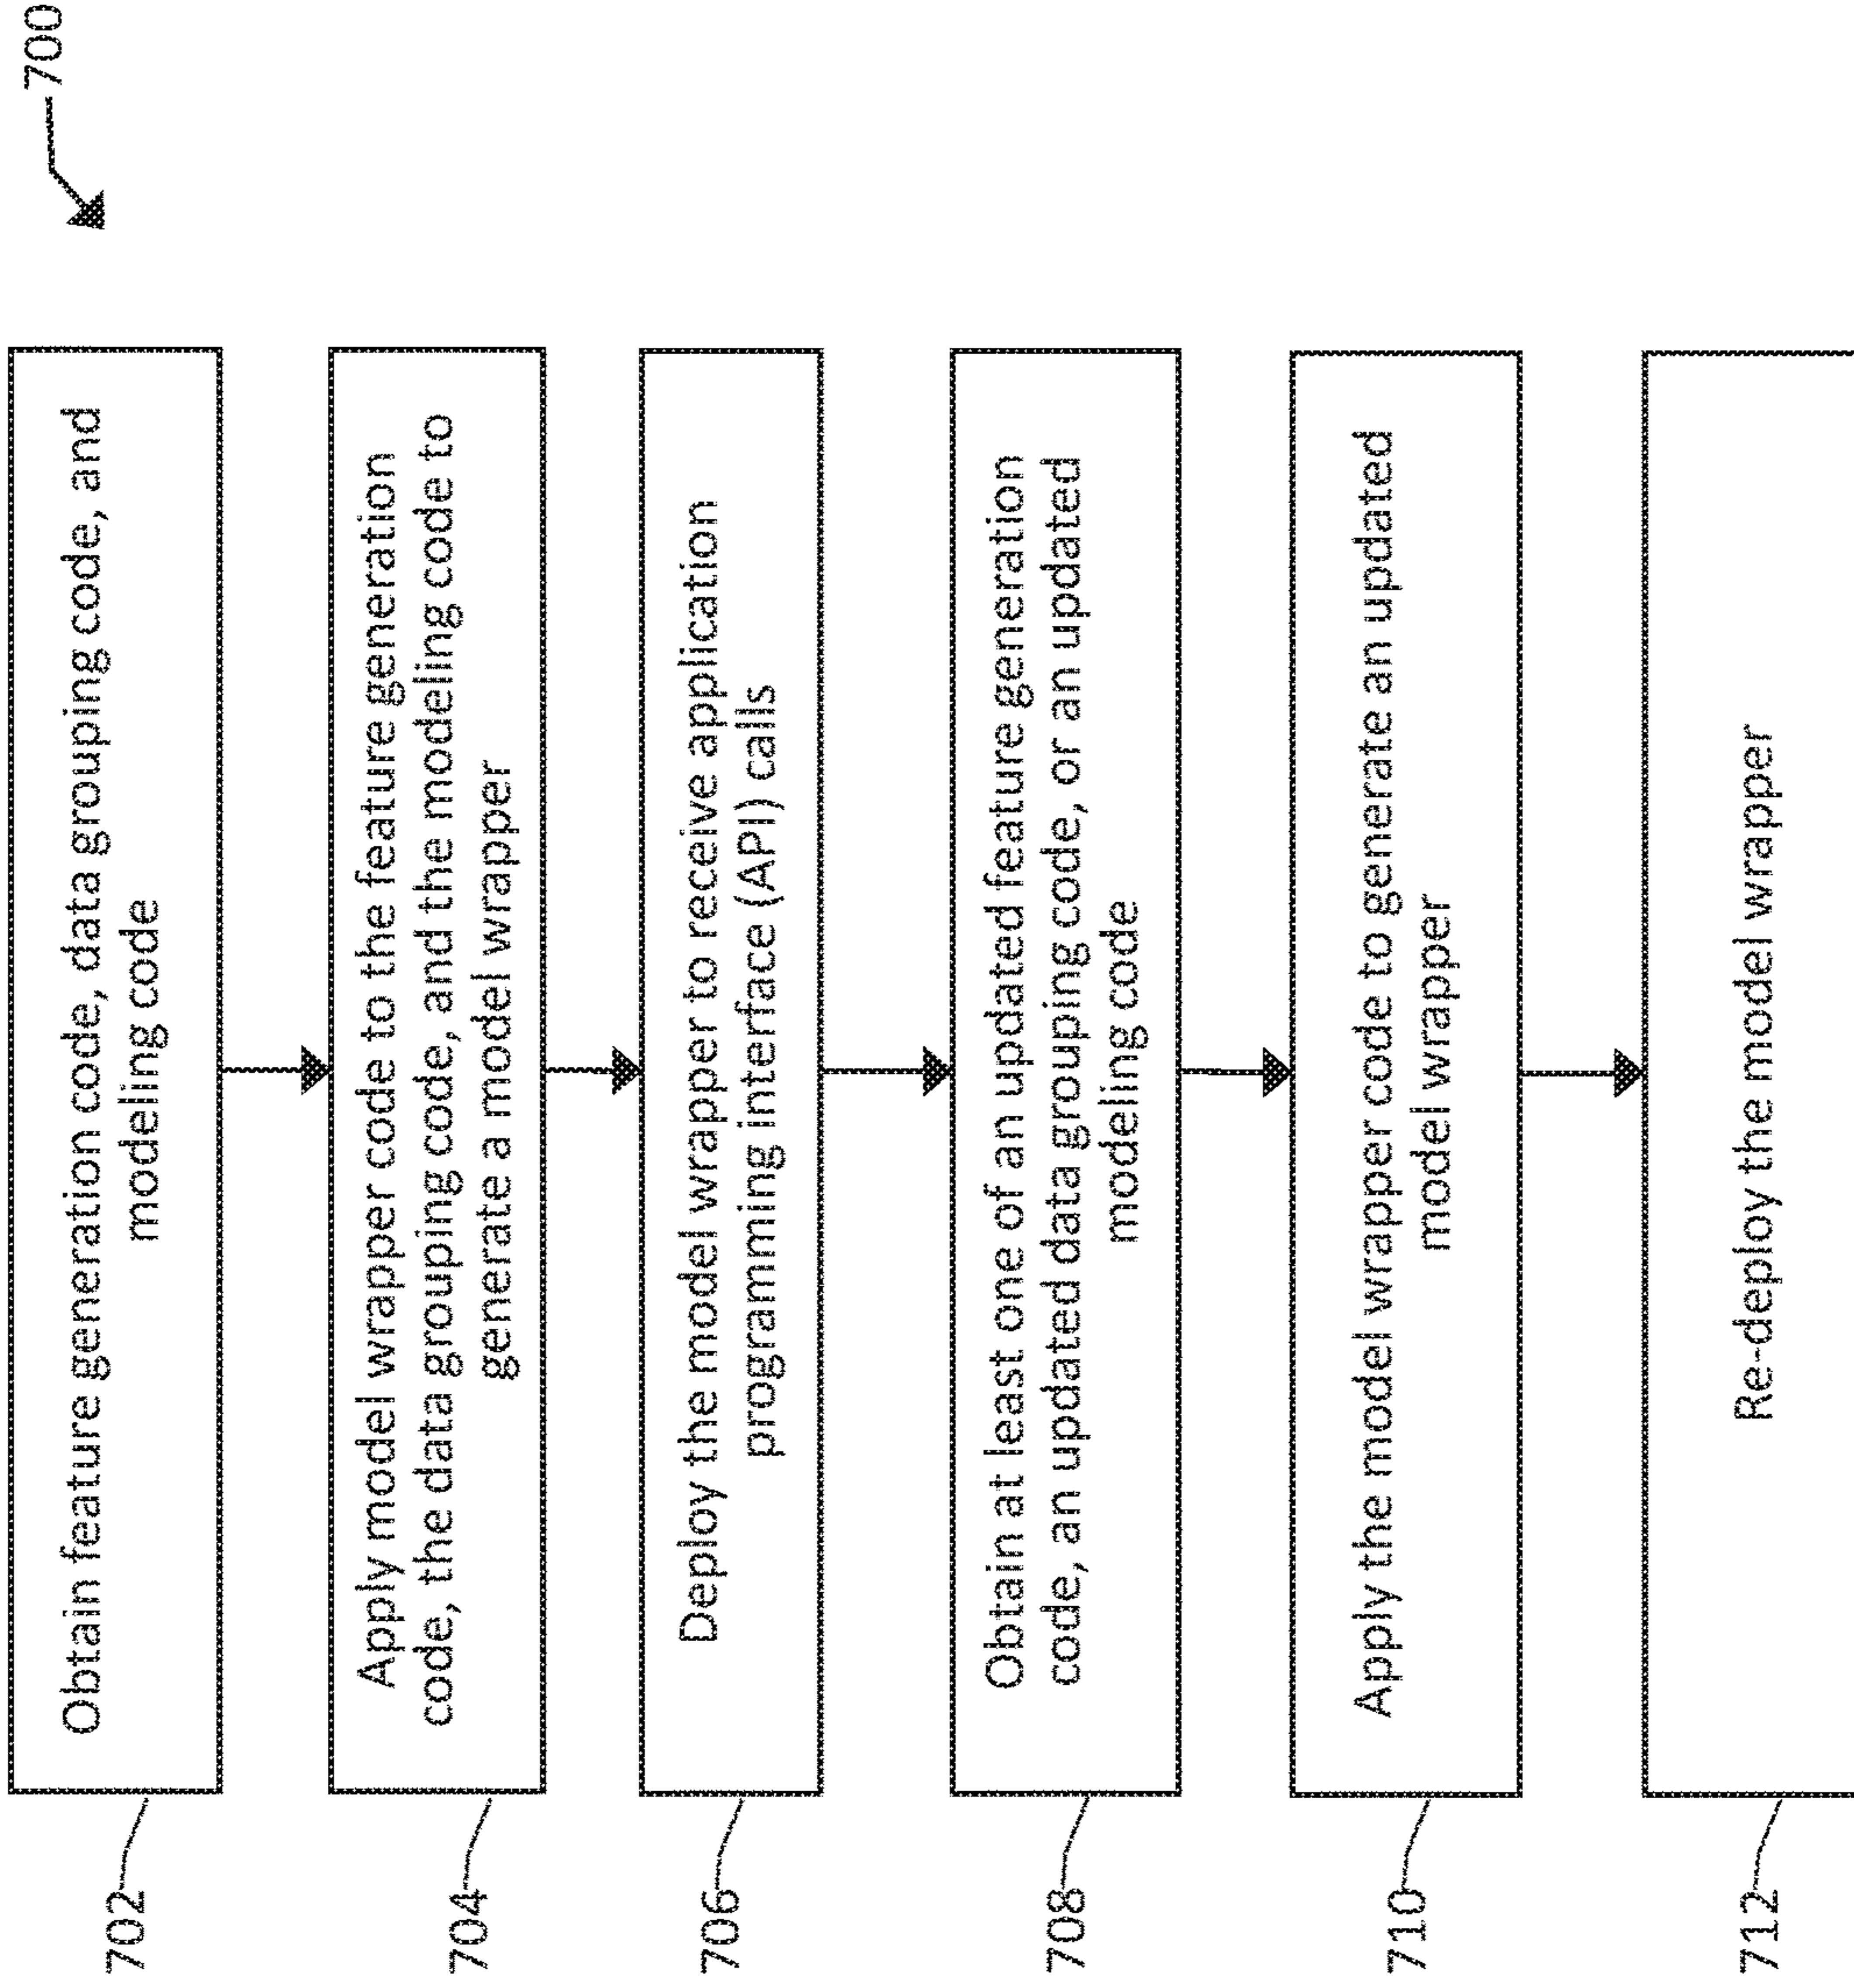 700
702
Obtain feature generation code, data grouping code, and
modeling code
704
Apply model wrapper code to the feature generation
code, the data grouping code, and the modeling code to
generate a model wrapper
706
Deploy the model wrapper to receive application
programming interface (API) calls
708
Obtain at least one of an updated feature generation
code, an updated data grouping code, or an updated
modeling code
710
Apply the model wrapper code to generate an updated
model wrapper
712
Re-deploy the model wrapper